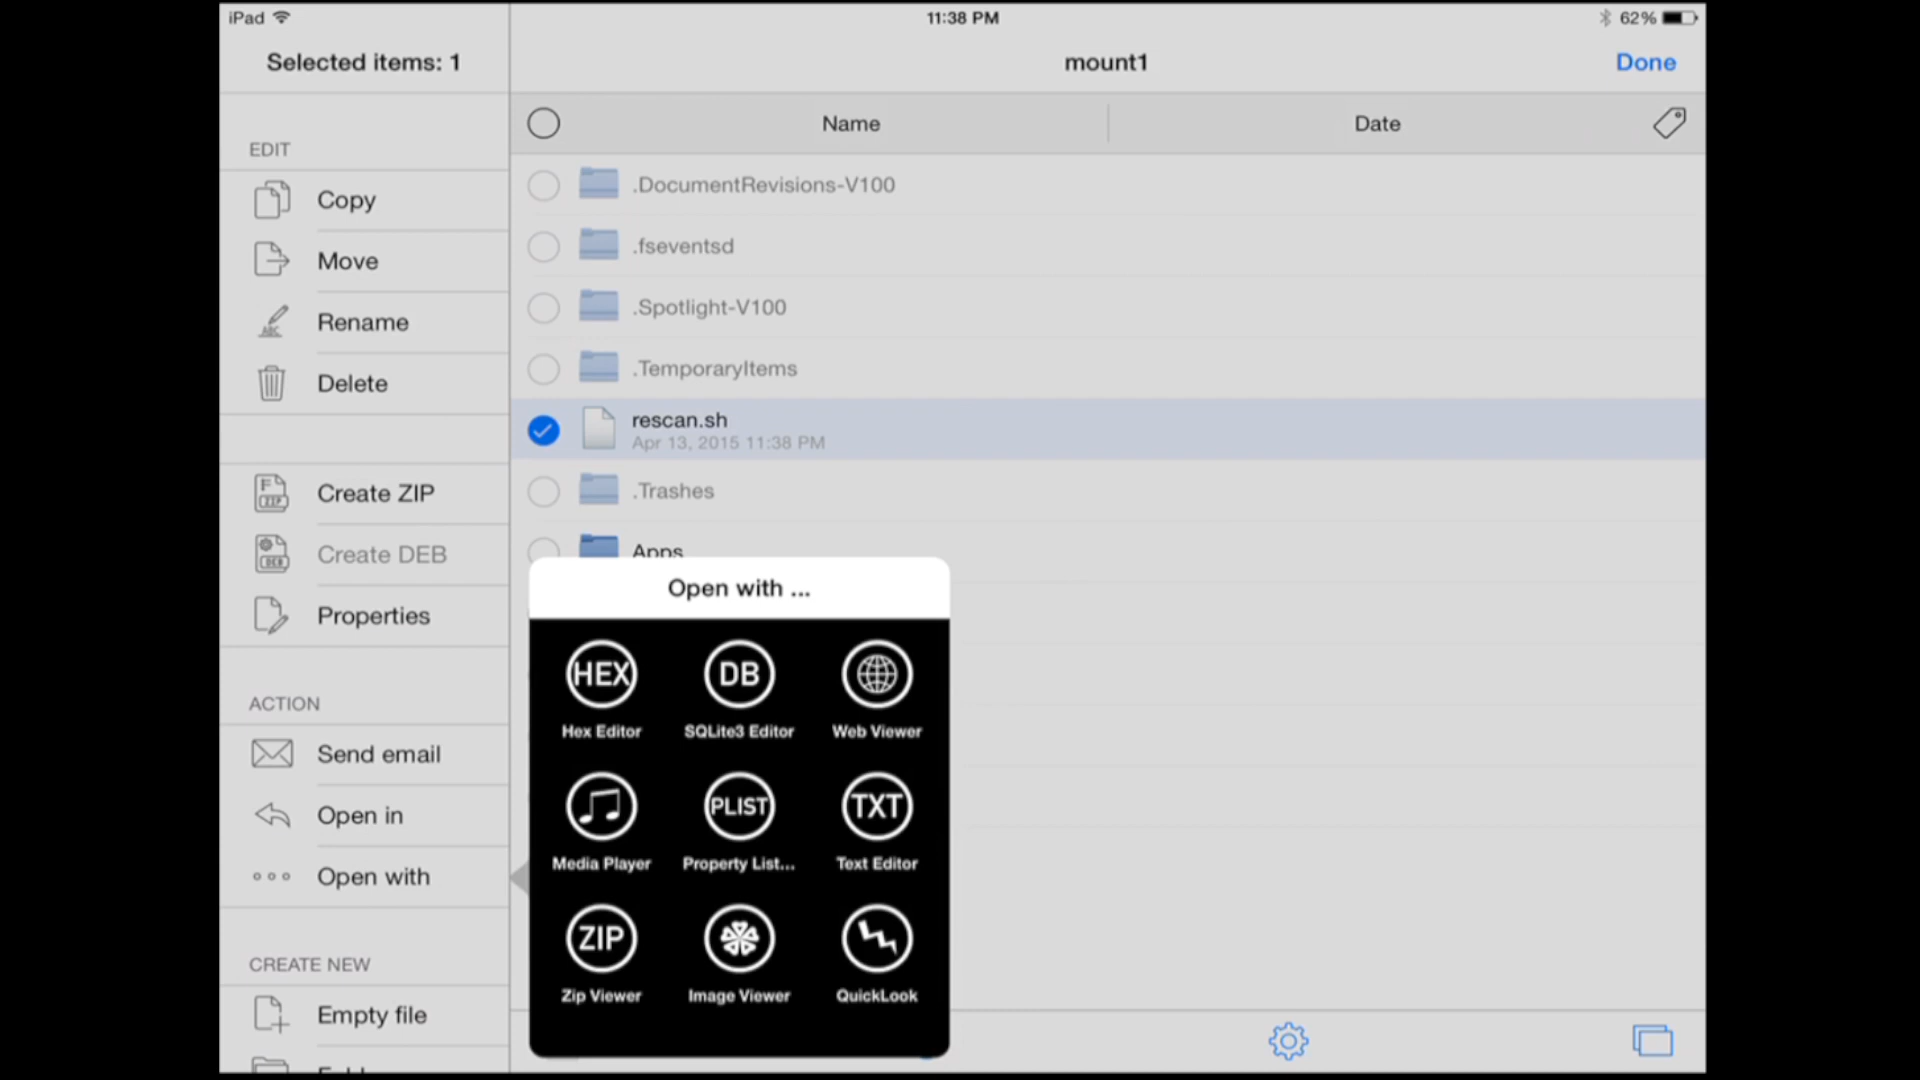 iPad
11:38 PM
62%
Selected items: 1
mount1
Done
Name
Date
EDIT
Copy
Move
Rename
Delete
Create ZIP
Create DEB
Properties
ACTION
Send email
Open in
Open with
CREATE NEW
Empty file
.DocumentRevisions-V100
.fseventsd
.Spotlight-V100
.TemporaryItems
rescan.sh
Apr 13, 2015 11:38 PM
.Trashes
Apps
Open with ...
HEX
DB
Hex Editor
SQLite3 Editor
Web Viewer
PLIST
TXT
Media Player
Property List...
Text Editor
ZIP
Zip Viewer
Image Viewer
QuickLook